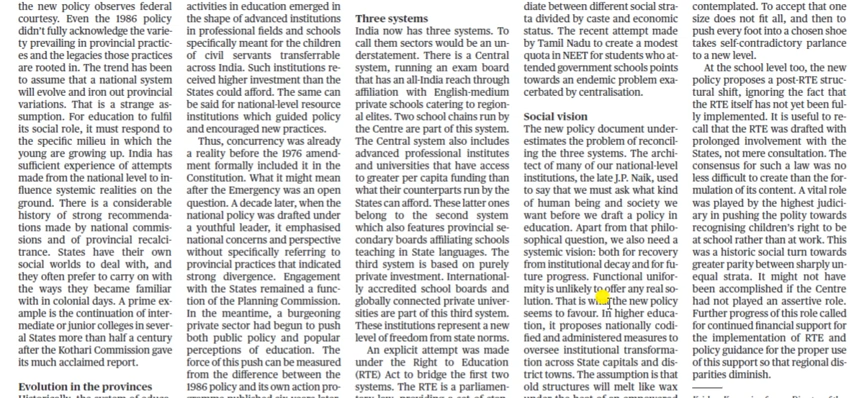 the new policy observes federal
courtesy. Even the 1986 policy
didn't fully acknowledge the varie-
ty prevailing in provincial practic-
es and the legacies those practices
are rooted in. The trend has been
to assume that a national system
will evolve and iron out provincial
variations. That is a strange as-
sumption. For education to fulfil
its social role, it must respond to
the specific milieu in which the
young are growing up. India has
sufficient experience of attempts
made from the national level to in-
fluence systemic realities on the
ground. There is a considerable
history of strong recommenda-
tions made by national commis-
sions and of provincial recalci-
trance. States have their own
social worlds to deal with, and
they often prefer to carry on with
the ways they became familiar
with in colonial days. A prime ex-
ample is the continuation of inter-
mediate or junior colleges in sever-
al States more than half a century
after the Kothari Commission gave
its much acclaimed report.
Evolution in the provinces
Historically, the system of educa-
activities in education emerged in
the shape of advanced institutions
in professional fields and schools
specifically meant for the children
of civil servants transferrable
across India. Such institutions re-
ceived higher investment than the
States could afford. The same can
be said for national-level resource
institutions which guided policy
and encouraged new practices.
Thus, concurrency was already
a reality before the 1976 amend-
ment formally included it in the
Constitution. What it might mean
after the Emergency was an open
question. A decade later, when the
national policy was drafted under
a youthful leader, it emphasised
national concerns and perspective
without specifically referring to
provincial practices that indicated
strong divergence. Engagement
with the States remained a func-
tion of the Planning Commission.
In the meantime, a burgeoning
private sector had begun to push
both public policy and popular
perceptions of education. The
force of this push can be measured
from the difference between the
1986 policy and its own action pro-
gramme published six years later.
Three systems
India now has three systems. To
call them sectors would be an un-
derstatement. There is a Central
system, running an exam board
that has an all-India reach through
affiliation with English-medium
private schools catering to region-
al elites. Two school chains run by
the Centre are part of this system.
The Central system also includes
advanced professional institutes
and universities that have access
to greater per capita funding than
what their counterparts run by the
States can afford. These latter ones
belong to the second system
which also features provincial se-
condary boards affiliating schools
teaching in State languages. The
third system is based on purely
private investment. International-
ly accredited school boards and
globally connected private univer-
sities are part of this third system.
These institutions represent a new
level of freedom from state norms.
An explicit attempt was made
under the Right to Education
(RTE) Act to bridge the first two
systems. The RTE is a parliamen-
tary law, providing a set of stan-
diate between different social stra-
ta divided by caste and economic
status. The recent attempt made
by Tamil Nadu to create a modest
quota in NEET for students who at-
tended government schools points
towards an endemic problem exa-
cerbated by centralisation.
Social vision
The new policy document under-
estimates the problem of reconcil-
ing the three systems. The archi-
tect of many of our national-level
institutions, the late J.P. Naik, used
to say that we must ask what kind
of human being and society we
want before we draft a policy in
education. Apart from that philo-
sophical question, we also need a
systemic vision: both for recovery
from institutional decay and for fu-
ture progress. Functional unifor-
mity is unlikely to offer any real so-
lution. That is the new policy
seems to favour. In higher educa-
tion, it proposes nationally codi-
fied and administered measures to
oversee institutional transforma-
tion across State capitals and dis-
trict towns. The assumption is that
old structures will melt like wax
under the heat of an empowered
contemplated. To accept that one
size does not fit all, and then to
push every foot into a chosen shoe
takes self-contradictory parlance
to a new level.
At the school level too, the new
policy proposes a post-RTE struc-
tural shift, ignoring the fact that
the RTE itself has not yet been ful-
ly implemented. It is useful to re-
call that the RTE was drafted with
prolonged involvement with the
States, not mere consultation. The
consensus for such a law was no
less difficult to create than the for-
mulation of its content. A vital role
was played by the highest judici-
ary in pushing the polity towards
recognising children's right to be
at school rather than at work. This
was a historic social turn towards
greater parity between sharply un-
equal strata. It might not have
been accomplished if the Centre
had not played an assertive role.
Further progress of this role called
for continued financial support for
the implementation of RTE and
policy guidance for the proper use
of this support so that regional dis-
parities diminish.